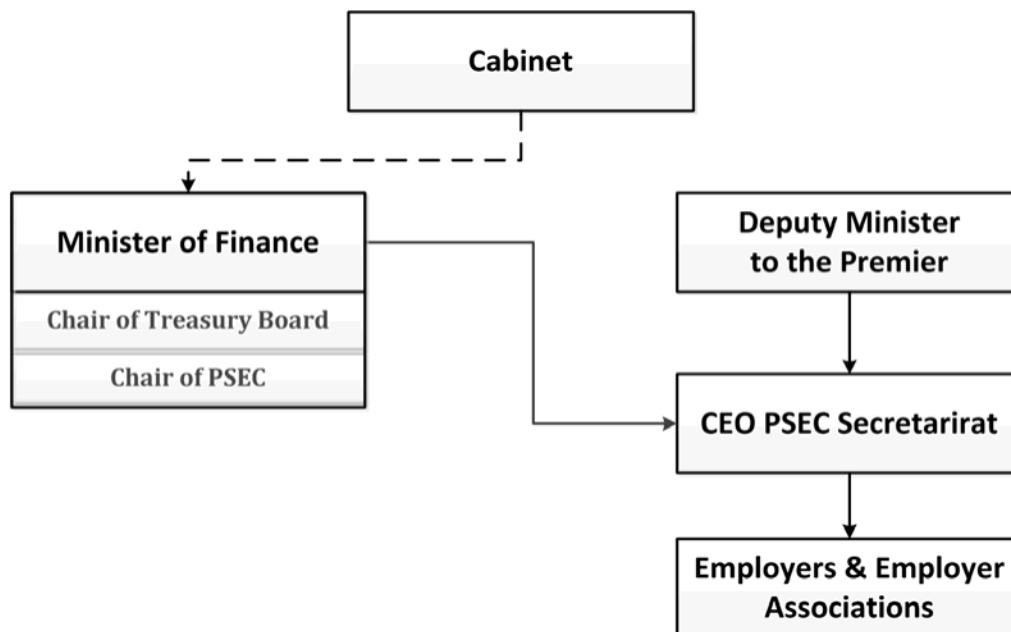 Cabinet
Minister of Finance
Chair of Treasury Board
Chair of PSEC
Deputy Minister
to the Premier
CEO PSEC Secretarirat
Employers & Employer
Associations